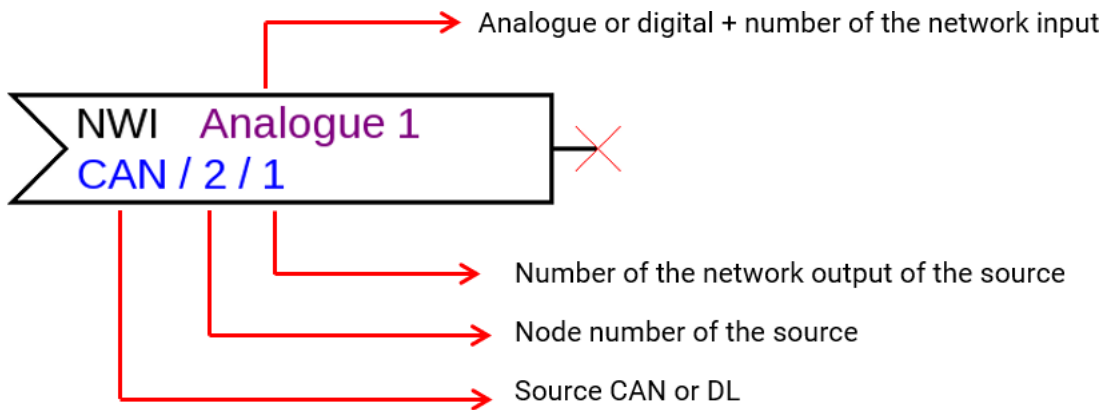 Analogue or digital + number of the network input
NWI Analogue 1
CAN / 2 / 1
Number of the network output of the source
Node number of the source
Source CAN or DL